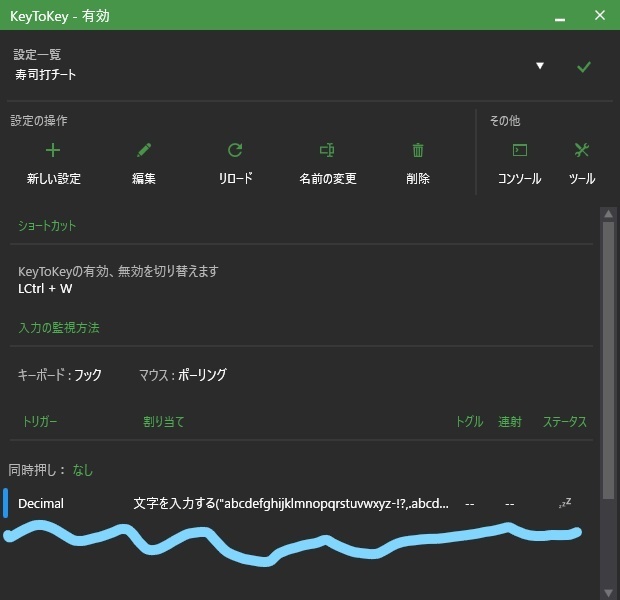 KeyToKey - 有効
設定一覧
寿司打チート
設定の操作
その他
新しい設定 編集 リロード 名前の変更 削除 コンソール ツール
ショートカット
KeyToKeyの有効、無効を切り替えます
LCtrl + W
入力の監視方法
キーボード : フック マウス : ポーリング
トリガー 割り当て トグル 連射 ステータス
同時押し : なし
Decimal 文字を入力する("abcdefghijklmnopqrstuvwxyz-!?,.abcd... -- -- zzZ